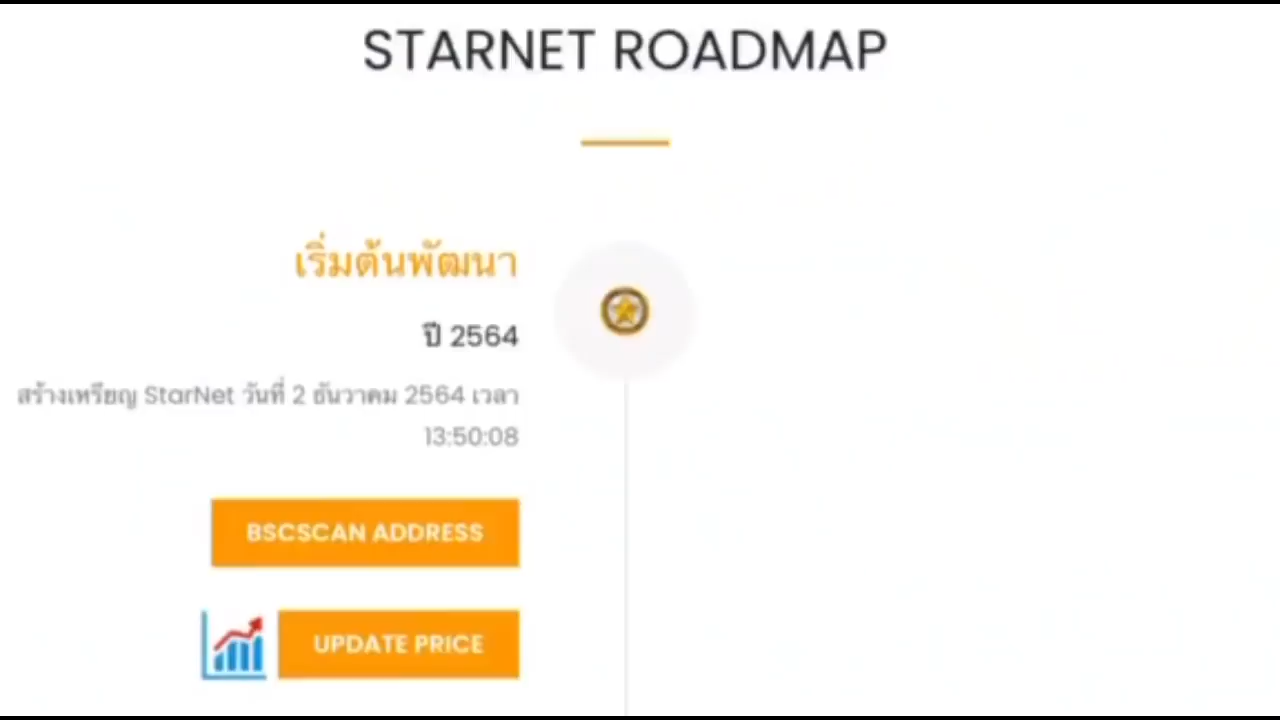 STARNET ROADMAP
เริ่มต้นพัฒนา
ปี 2564
สร้างเหรียญ StarNet วันที่ 2 ธันวาคม 2564 เวลา
13:50:08
BSCSCAN ADDRESS
UPDATE PRICE